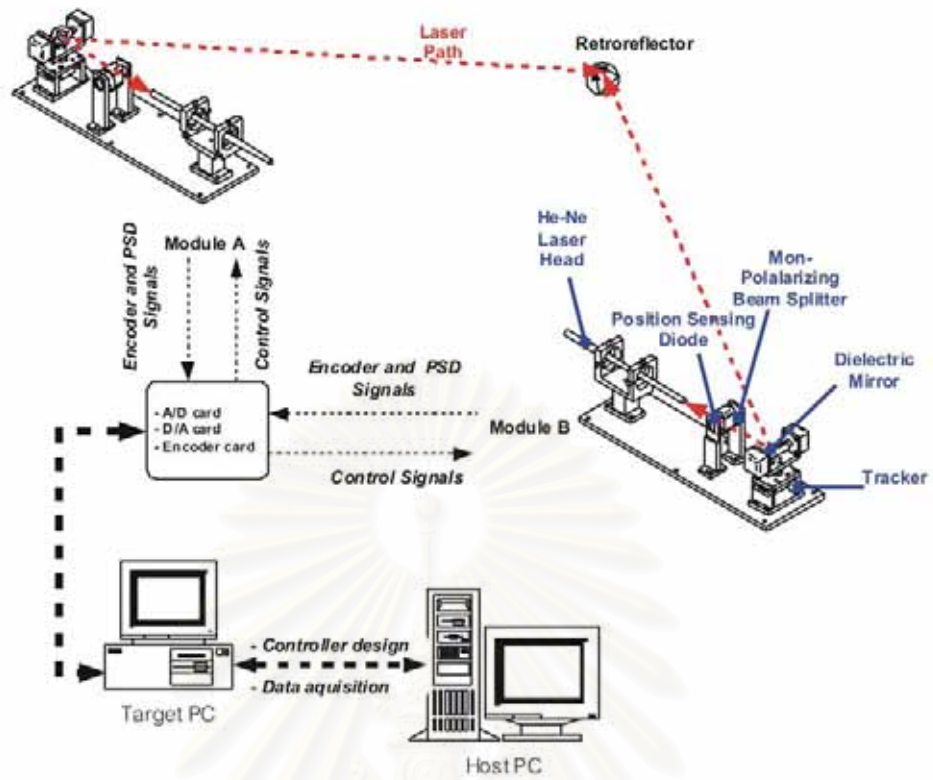 Laser
Path
Retroreflector
He-Ne
Laser
Head
Mon-
Polalarizing
Beam Splitter
Position Sensing
Diode
Dielectric
Mirror
Tracker
Module A
Encoder and PSD
Signals
Control Signals
Encoder and PSD
Signals
Module B
Control Signals
- A/D card
- D/A card
- Encoder card
- Controller design
- Data aquisition
Target PC
Host PC